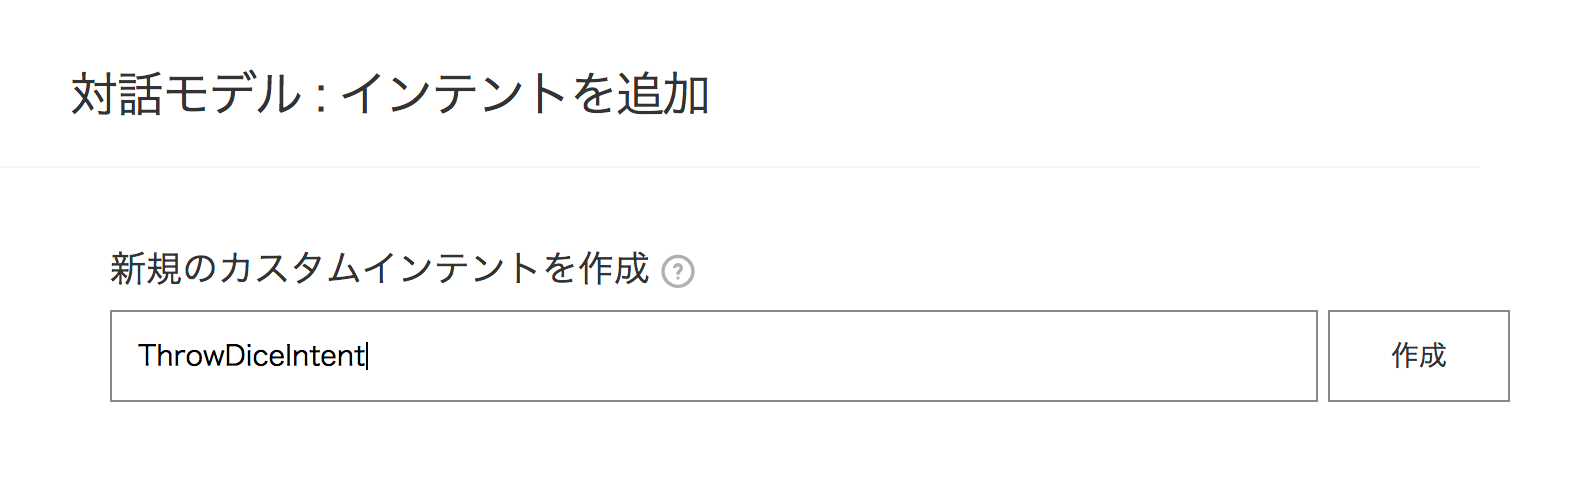 対話モデル : インテントを追加
新規のカスタムインテントを作成 ?
ThrowDiceIntent
作成